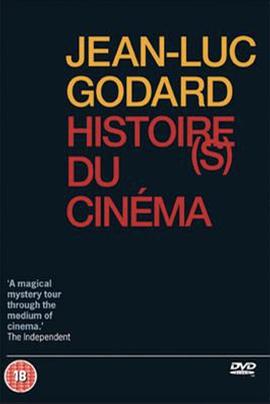 JEAN-LUC
GODARD
HISTOIRE
(S)
DU
CINÉMA
'A magical
mystery tour
through the
medium of
cinema.'
The Independent
18
DVD